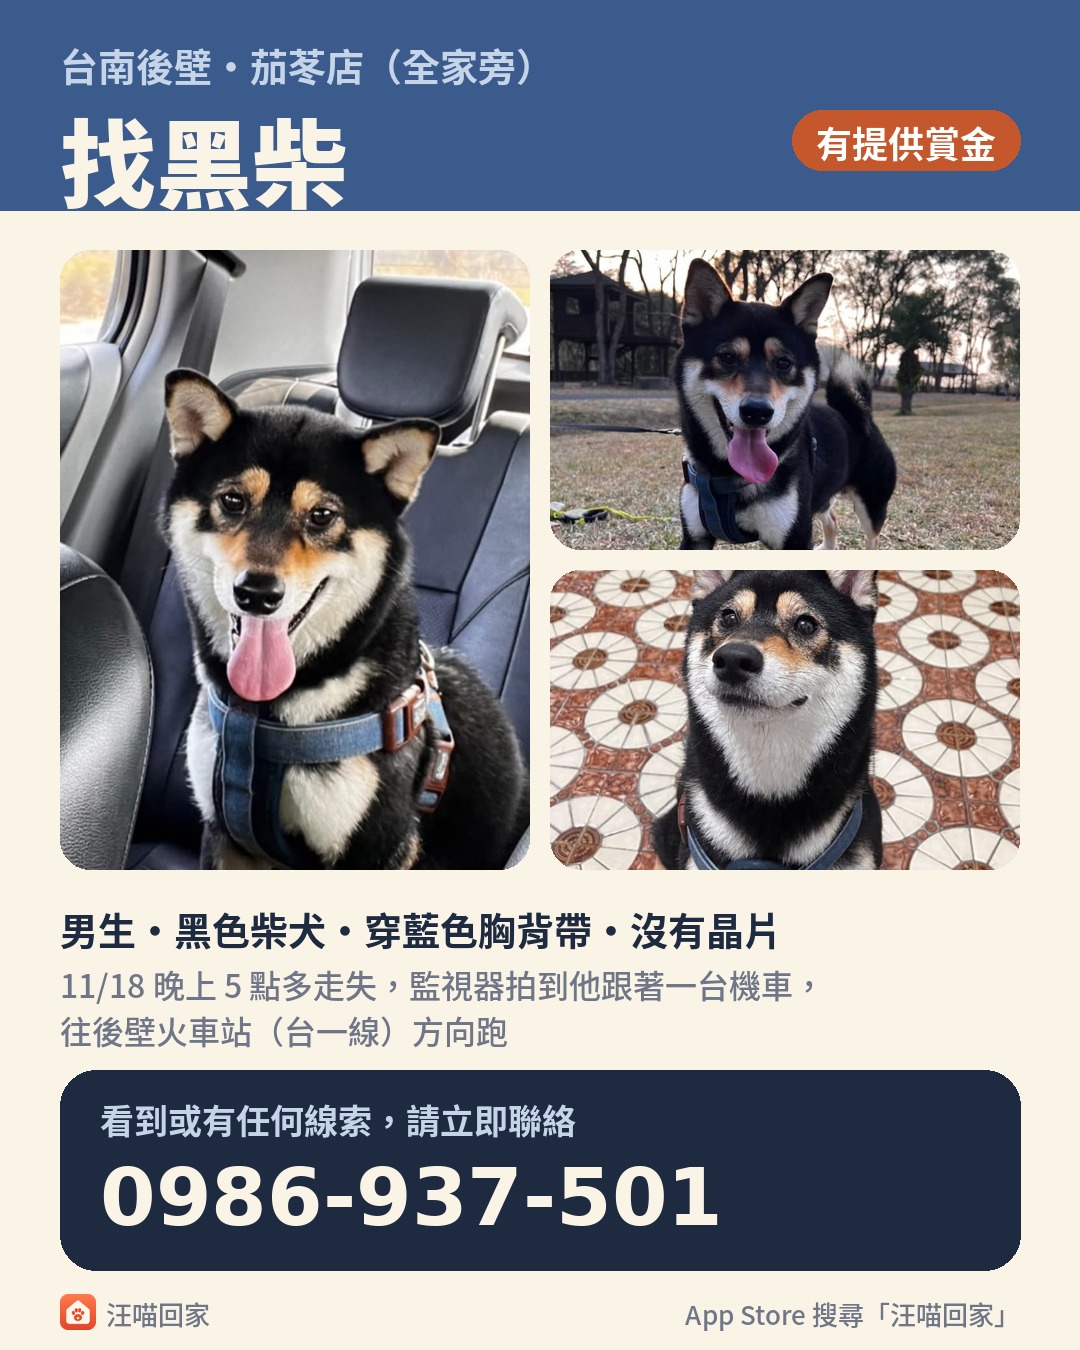 台南後壁・茄苳店（全家旁）
找黑柴
有提供賞金
男生・黑色柴犬・穿藍色胸背帶・沒有晶片
11/18 晚上 5 點多走失，監視器拍到他跟著一台機車，
往後壁火車站（台一線）方向跑
看到或有任何線索，請立即聯絡
0986-937-501
汪喵回家
App Store 搜尋「汪喵回家」